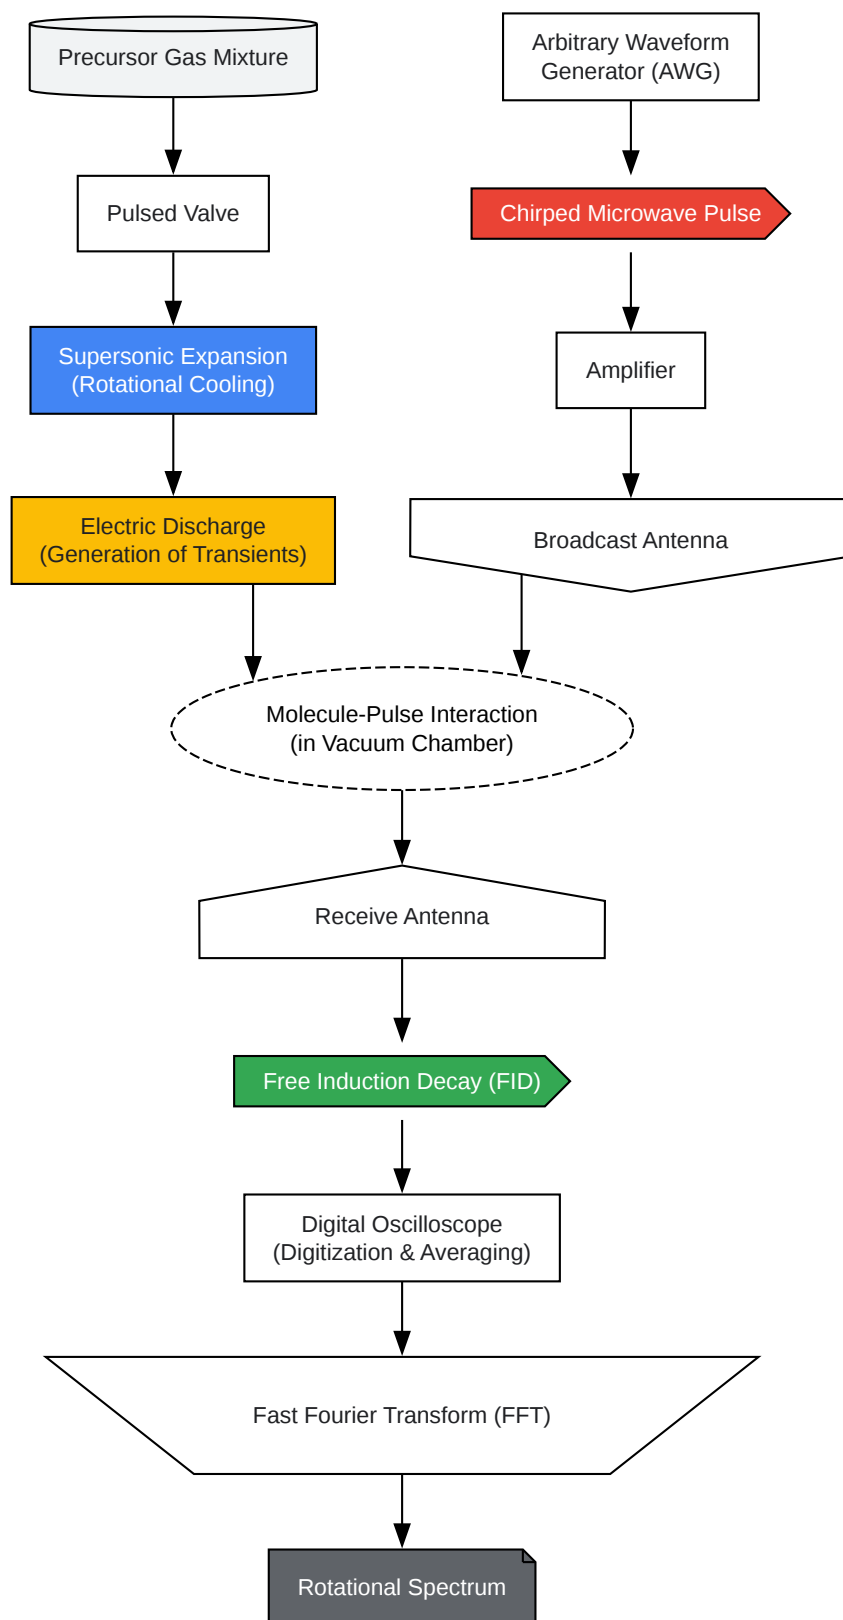 Precursor Gas Mixture
Arbitrary Waveform
Generator (AWG)
Pulsed Valve
Chirped Microwave Pulse
Supersonic Expansion
(Rotational Cooling)
Amplifier
Electric Discharge
(Generation of Transients)
Broadcast Antenna
Molecule-Pulse Interaction
(in Vacuum Chamber)
Receive Antenna
Free Induction Decay (FID)
Digital Oscilloscope
(Digitization & Averaging)
Fast Fourier Transform (FFT)
Rotational Spectrum